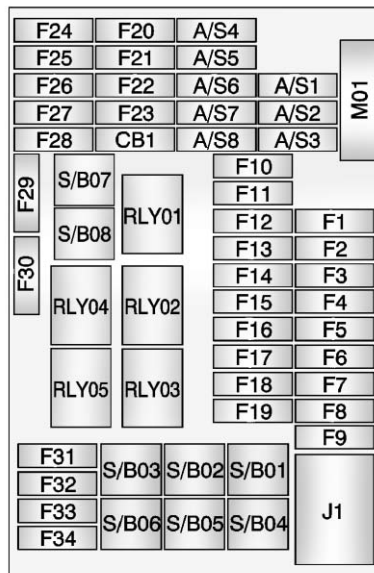 F24 F20 A/S4
F25 F21 A/S5
F26 F22 A/S6 A/S1
F27 F23 A/S7 A/S2
F28 CB1 A/S8 A/S3
M01
F29
F30
S/B07
S/B08
RLY01
RLY04 RLY02
RLY05 RLY03
F10
F11
F12 F1
F13 F2
F14 F3
F15 F4
F16 F5
F17 F6
F18 F7
F19 F8
F9
F31
F32
F33
F34
S/B03 S/B02 S/B01
S/B06 S/B05 S/B04
J1